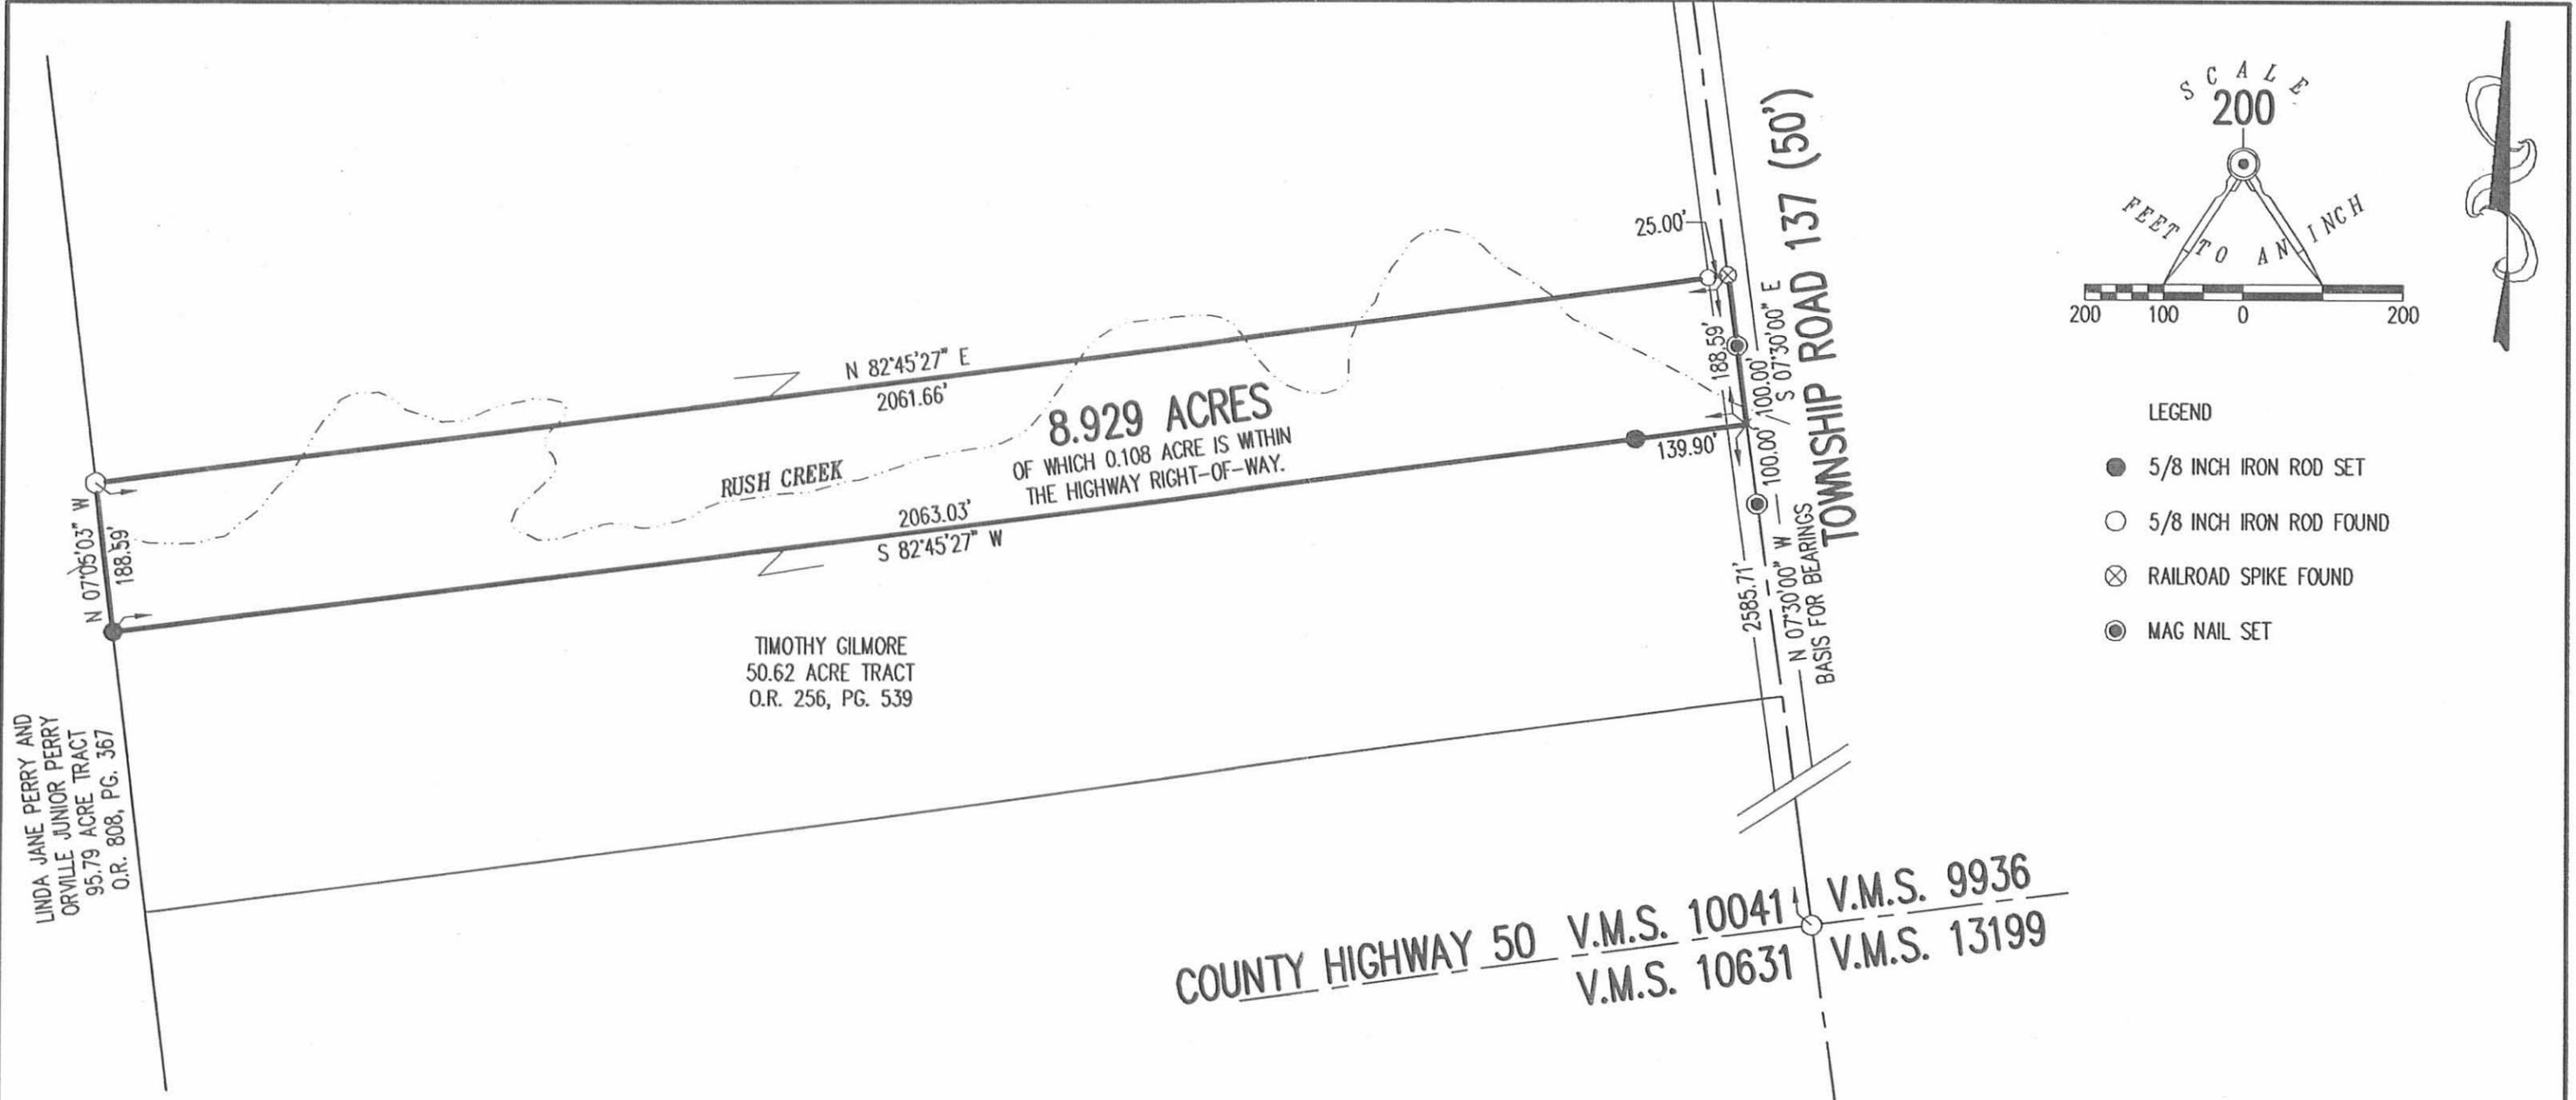 SCALE
200
FEET TO AN INCH
200 100 0 200
TOWNSHIP ROAD 137 (50')
25.00'
188.59'
100.00'
S 07°30'00" E
N 82°45'27" E
2061.66'
8.929 ACRES
OF WHICH 0.108 ACRE IS WITHIN
THE HIGHWAY RIGHT-OF-WAY.
RUSH CREEK
139.90'
100.00'
2063.03'
S 82°45'27" W
N 07°05'03" W
188.59'
2585.71'
N 07°30'00" W
BASIS FOR BEARINGS
TIMOTHY GILMORE
50.62 ACRE TRACT
O.R. 256, PG. 539
LINDA JANE PERRY AND
ORVILLE JUNIOR PERRY
95.79 ACRE TRACT
O.R. 808, PG. 367
COUNTY HIGHWAY 50
V.M.S. 10041
V.M.S. 9936
V.M.S. 10631
V.M.S. 13199
LEGEND
5/8 INCH IRON ROD SET
5/8 INCH IRON ROD FOUND
RAILROAD SPIKE FOUND
MAG NAIL SET